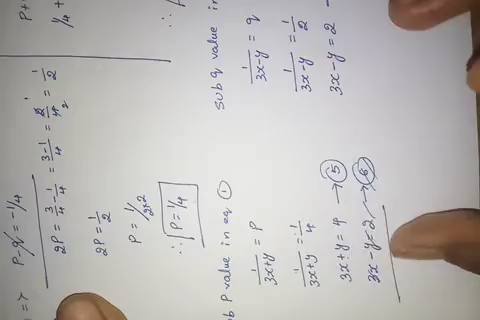 => P-q = -1/4
2P = 3/4 - 1/4 = 3-1/4 = 2/4 = 1/2
2P = 1/2
P = 1/2×2
∴ P = 1/4
P value in eq ①
1/3x+y = P
1/3x+y = 1/4
3x+y = 4 → ⑤
3x-y = 2 → ⑥
P+
1/4 +
∴
Sub q value in
1/3x-y = q
1/3x-y = 1/2
3x-y = 2